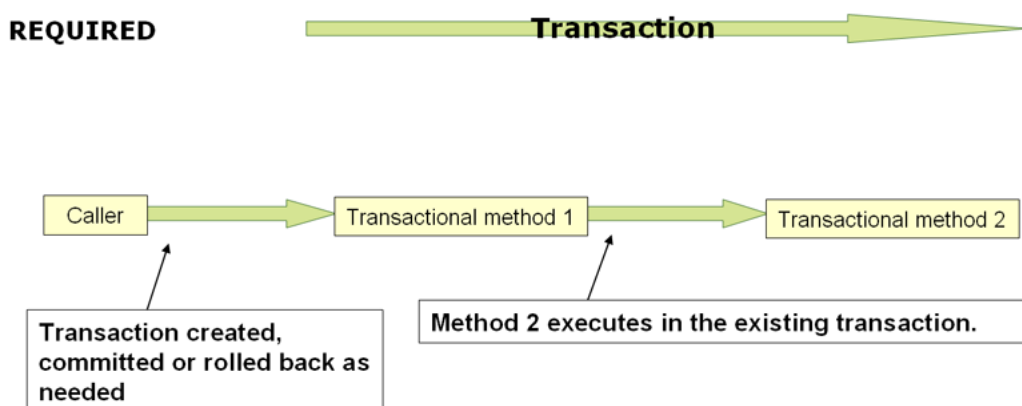 REQUIRED
Transaction
Caller
Transactional method 1
Transactional method 2
Transaction created,
committed or rolled back as
needed
Method 2 executes in the existing transaction.